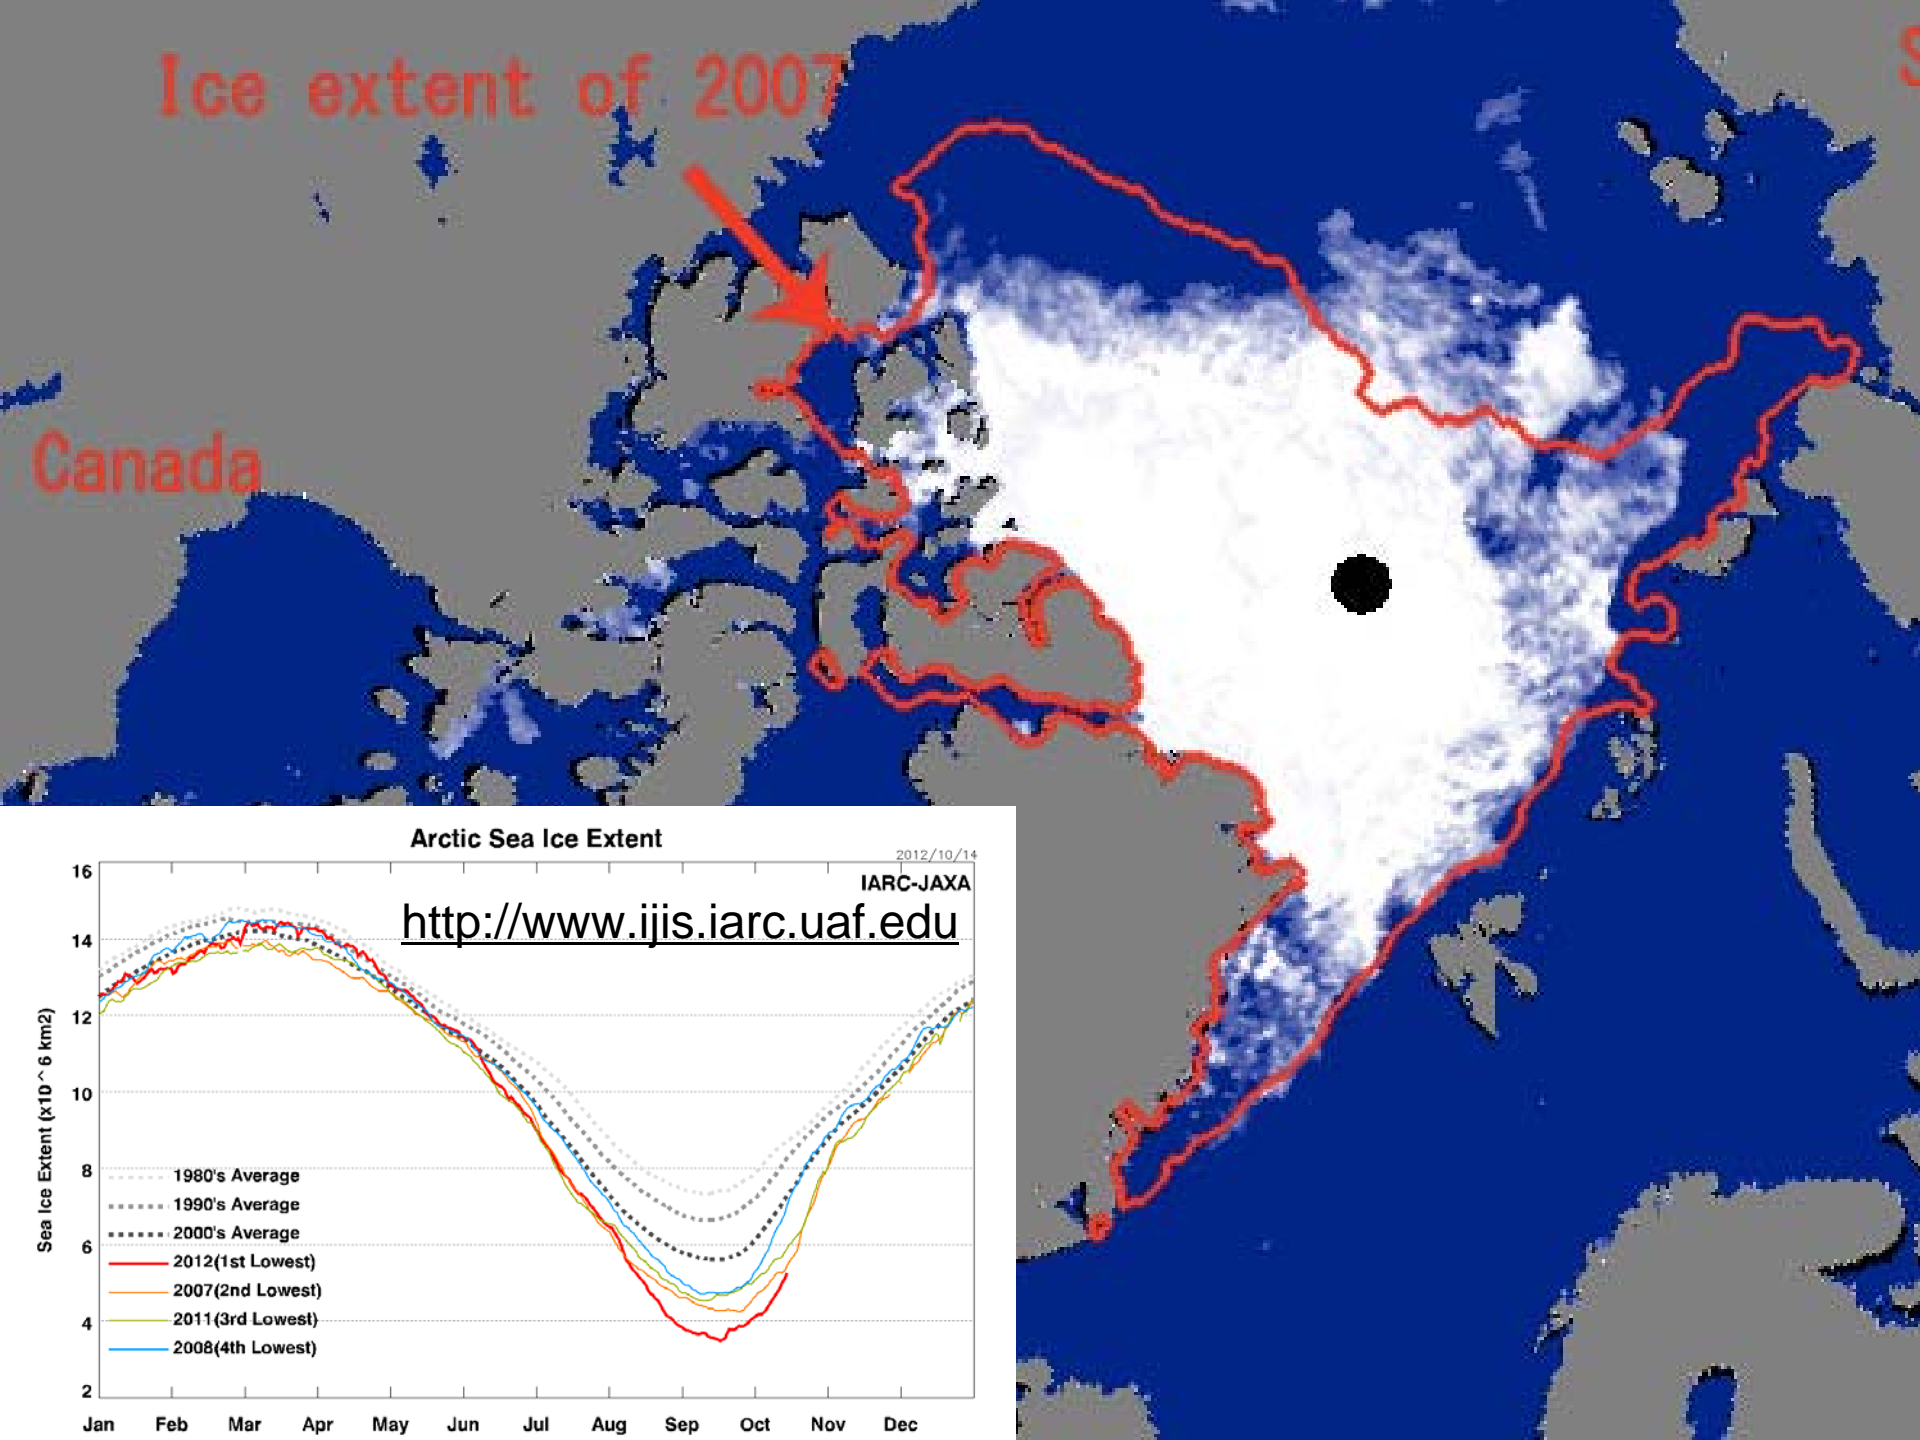 Ice extent of 2007
S
Canada
Arctic Sea Ice Extent
2012/10/14
IARC-JAXA
http://www.ijis.iarc.uaf.edu
16
14
12
10
8
6
4
2
Sea Ice Extent (x10^ 6 km2)
1980's Average
1990's Average
2000's Average
2012(1st Lowest)
2007(2nd Lowest)
2011(3rd Lowest)
2008(4th Lowest)
Jan Feb Mar Apr May Jun Jul Aug Sep Oct Nov Dec